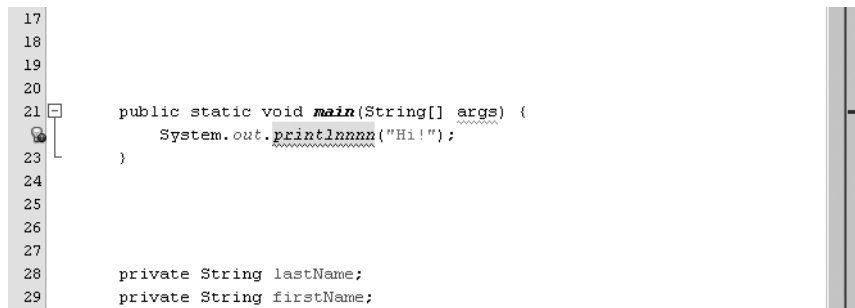 17
18
19
20
21 public static void main(String[] args) {
System.out.printlnnnn("Hi!");
23 }
24
25
26
27
28 private String lastName;
29 private String firstName;